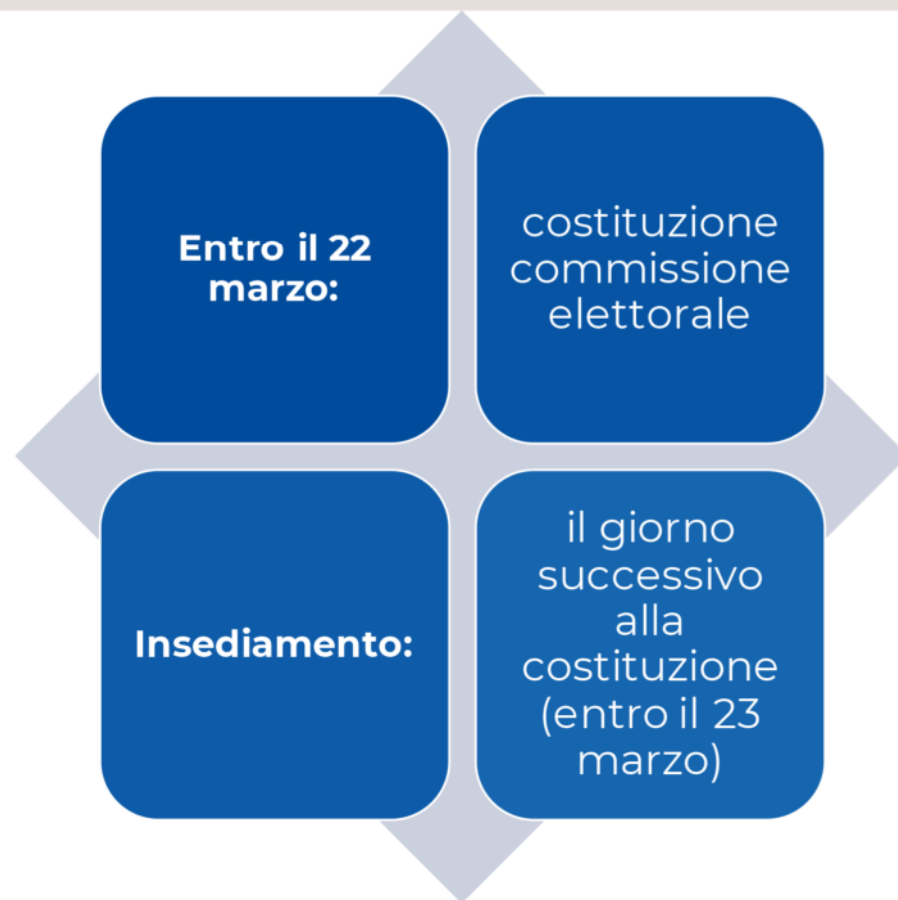 Entro il 22
marzo:
costituzione
commissione
elettorale
Insediamento:
il giorno
successivo
alla
costituzione
(entro il 23
marzo)